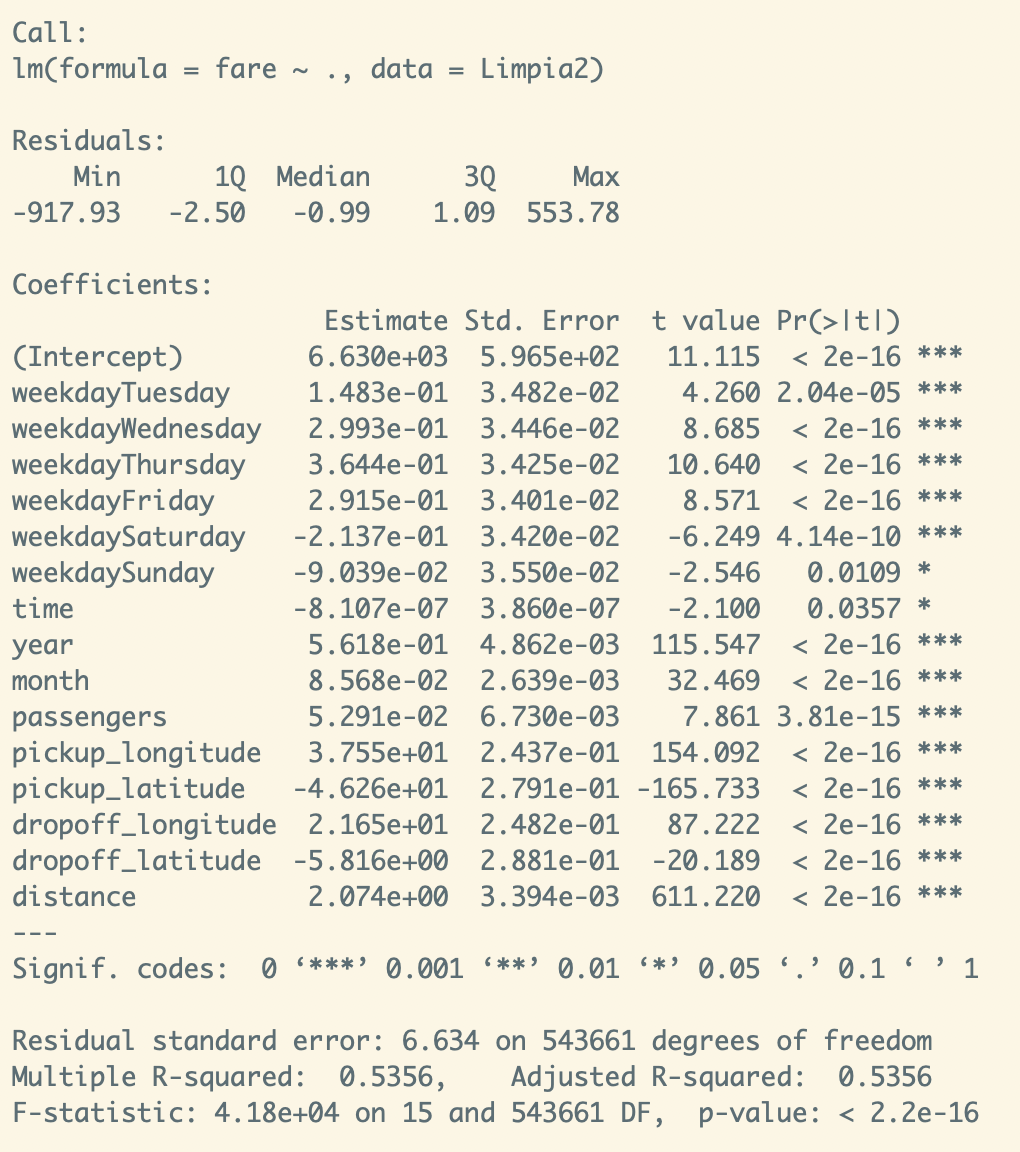 Call:
lm(formula = fare ~ ., data = Limpia2)
Residuals:
    Min      1Q  Median      3Q     Max
-917.93   -2.50   -0.99    1.09  553.78
Coefficients:
                    Estimate Std. Error  t value Pr(>|t|)
(Intercept)        6.630e+03  5.965e+02   11.115  < 2e-16 ***
weekdayTuesday     1.483e-01  3.482e-02    4.260 2.04e-05 ***
weekdayWednesday   2.993e-01  3.446e-02    8.685  < 2e-16 ***
weekdayThursday    3.644e-01  3.425e-02   10.640  < 2e-16 ***
weekdayFriday      2.915e-01  3.401e-02    8.571  < 2e-16 ***
weekdaySaturday   -2.137e-01  3.420e-02   -6.249 4.14e-10 ***
weekdaySunday     -9.039e-02  3.550e-02   -2.546   0.0109 *
time              -8.107e-07  3.860e-07   -2.100   0.0357 *
year               5.618e-01  4.862e-03  115.547  < 2e-16 ***
month              8.568e-02  2.639e-03   32.469  < 2e-16 ***
passengers         5.291e-02  6.730e-03    7.861 3.81e-15 ***
pickup_longitude   3.755e+01  2.437e-01  154.092  < 2e-16 ***
pickup_latitude   -4.626e+01  2.791e-01 -165.733  < 2e-16 ***
dropoff_longitude  2.165e+01  2.482e-01   87.222  < 2e-16 ***
dropoff_latitude  -5.816e+00  2.881e-01  -20.189  < 2e-16 ***
distance           2.074e+00  3.394e-03  611.220  < 2e-16 ***
---
Signif. codes:  0 ‘***’ 0.001 ‘**’ 0.01 ‘*’ 0.05 ‘.’ 0.1 ‘ ’ 1
Residual standard error: 6.634 on 543661 degrees of freedom
Multiple R-squared:  0.5356,    Adjusted R-squared:  0.5356
F-statistic: 4.18e+04 on 15 and 543661 DF,  p-value: < 2.2e-16